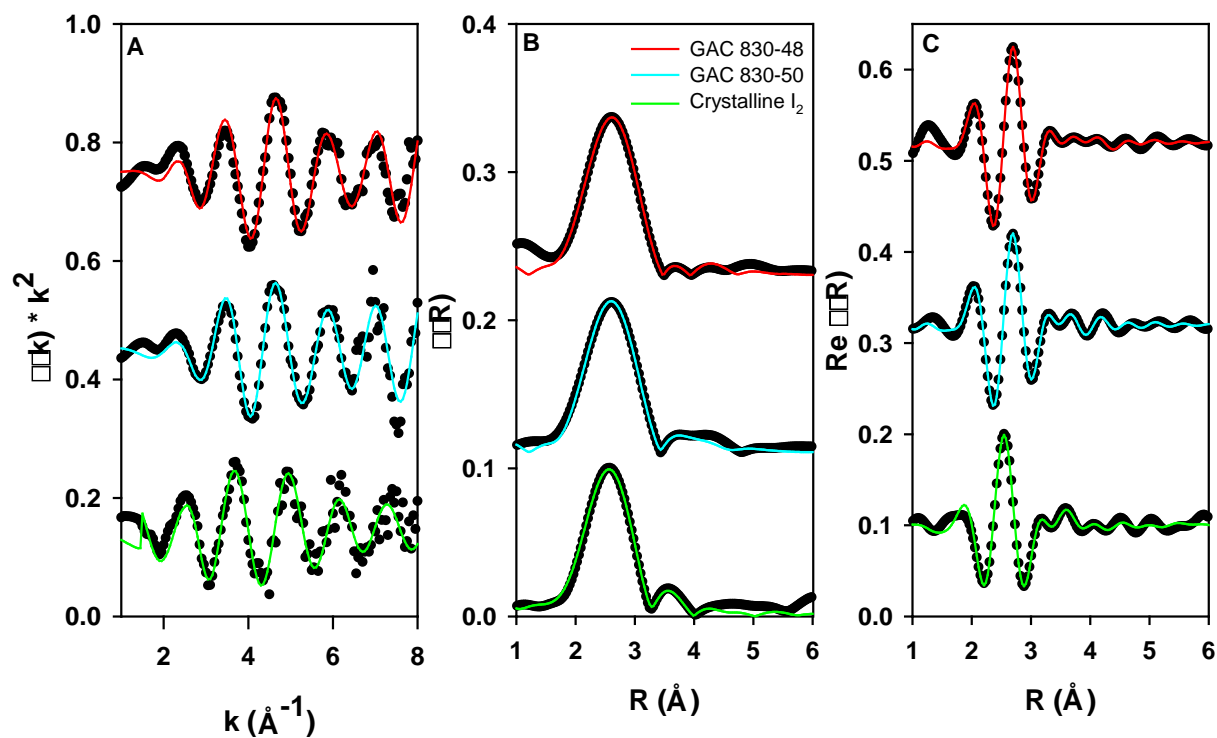 A
□□k) * k²
1.0
0.8
0.6
0.4
0.2
0.0
2 4 6 8
k (Å⁻¹)
B
GAC 830-48
GAC 830-50
Crystalline I₂
□□R)
0.4
0.3
0.2
0.1
0.0
1 2 3 4 5 6
R (Å)
C
Re □□R)
0.6
0.5
0.4
0.3
0.2
0.1
0.0
1 2 3 4 5 6
R (Å)